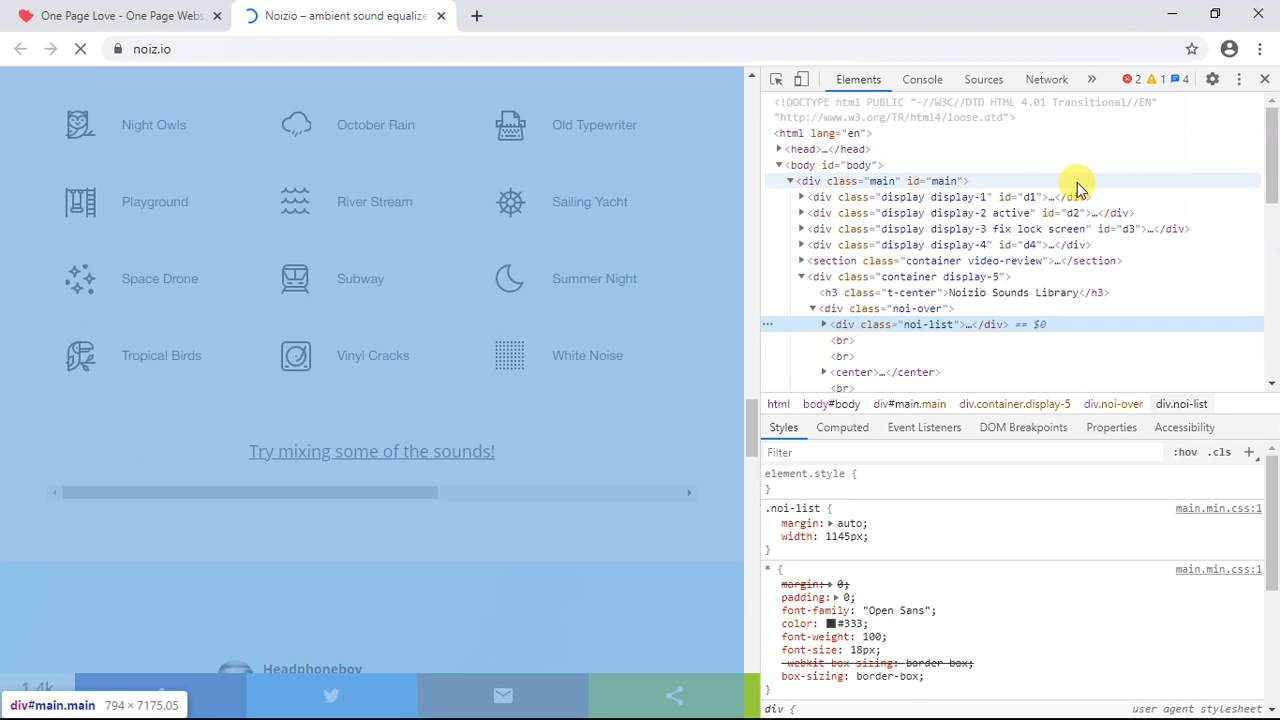 One Page Love - One Page Webs
Noizio – ambient sound equalize
noiz.io
Night Owls
October Rain
Old Typewriter
Playground
River Stream
Sailing Yacht
Space Drone
Subway
Summer Night
Tropical Birds
Vinyl Cracks
White Noise
Try mixing some of the sounds!
Headphoneboy
1.4k
div#main.main 794 × 7175.05
Elements Console Sources Network » 2 1 4
<!DOCTYPE html PUBLIC "-//W3C//DTD HTML 4.01 Transitional//EN"
"http://www.w3.org/TR/html4/loose.dtd">
<html lang="en">
<head>…</head>
<body id="body">
<div class="main" id="main">
<div class="display display-1" id="d1">…</div>
<div class="display display-2 active" id="d2">…</div>
<div class="display display-3 fix lock screen" id="d3">…</div>
<div class="display display-4" id="d4">…</div>
<section class="container video-review">…</section>
<div class="container display-5">
<h3 class="t-center">Noizio Sounds Library</h3>
<div class="noi-over">
… <div class="noi-list">…</div> == $0
<br>
<br>
<center>…</center>
<br>
html body#body div#main.main div.container.display-5 div.noi-over div.noi-list
Styles Computed Event Listeners DOM Breakpoints Properties Accessibility
Filter :hov .cls +
element.style {
}
.noi-list { main.min.css:1
margin: auto;
width: 1145px;
}
* { main.min.css:1
margin: 0;
padding: 0;
font-family: "Open Sans";
color: #333;
font-weight: 100;
font-size: 18px;
-webkit-box-sizing: border-box;
box-sizing: border-box;
}
div { user agent stylesheet